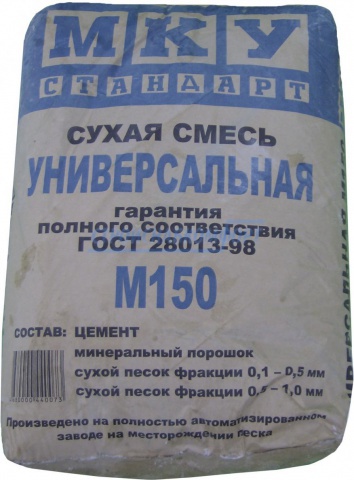 МКУ
СТАНДАРТ
СУХАЯ СМЕСЬ
УНИВЕРСАЛЬНАЯ
гарантия
полного соответствия
ГОСТ 28013-98
М150
СОСТАВ: ЦЕМЕНТ
минеральный порошок
сухой песок фракции 0,1 – 0,5 мм
сухой песок фракции – 1,0 мм
Произведено на полностью автоматизированном
заводе на месторождении песка